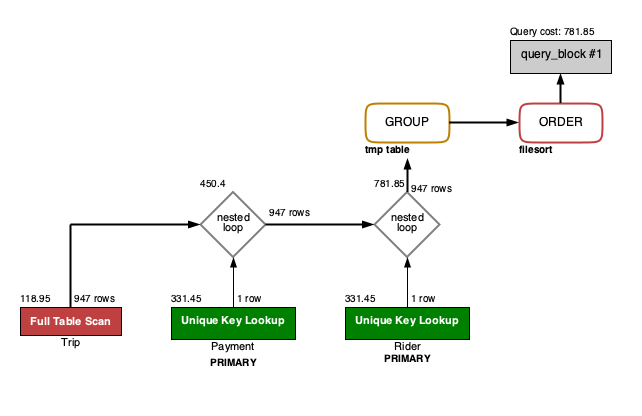 Query cost: 781.85
query_block #1
GROUP
ORDER
tmp table
filesort
450.4
781.85
947 rows
nested
loop
947 rows
nested
loop
118.95
947 rows
331.45
1 row
331.45
1 row
Full Table Scan
Unique Key Lookup
Unique Key Lookup
Trip
Payment
Rider
PRIMARY
PRIMARY